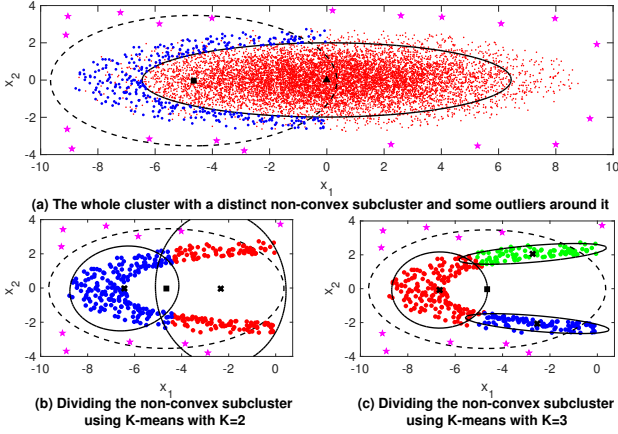 4
2
0
-2
-4
x2
-10 -8 -6 -4 -2 0 2 4 6 8 10
x1
(a) The whole cluster with a distinct non-convex subcluster and some outliers around it
4
2
0
-2
-4
x2
-10 -8 -6 -4 -2 0
x1
(b) Dividing the non-convex subcluster
using K-means with K=2
4
2
0
-2
-4
x2
-10 -8 -6 -4 -2 0
x1
(c) Dividing the non-convex subcluster
using K-means with K=3